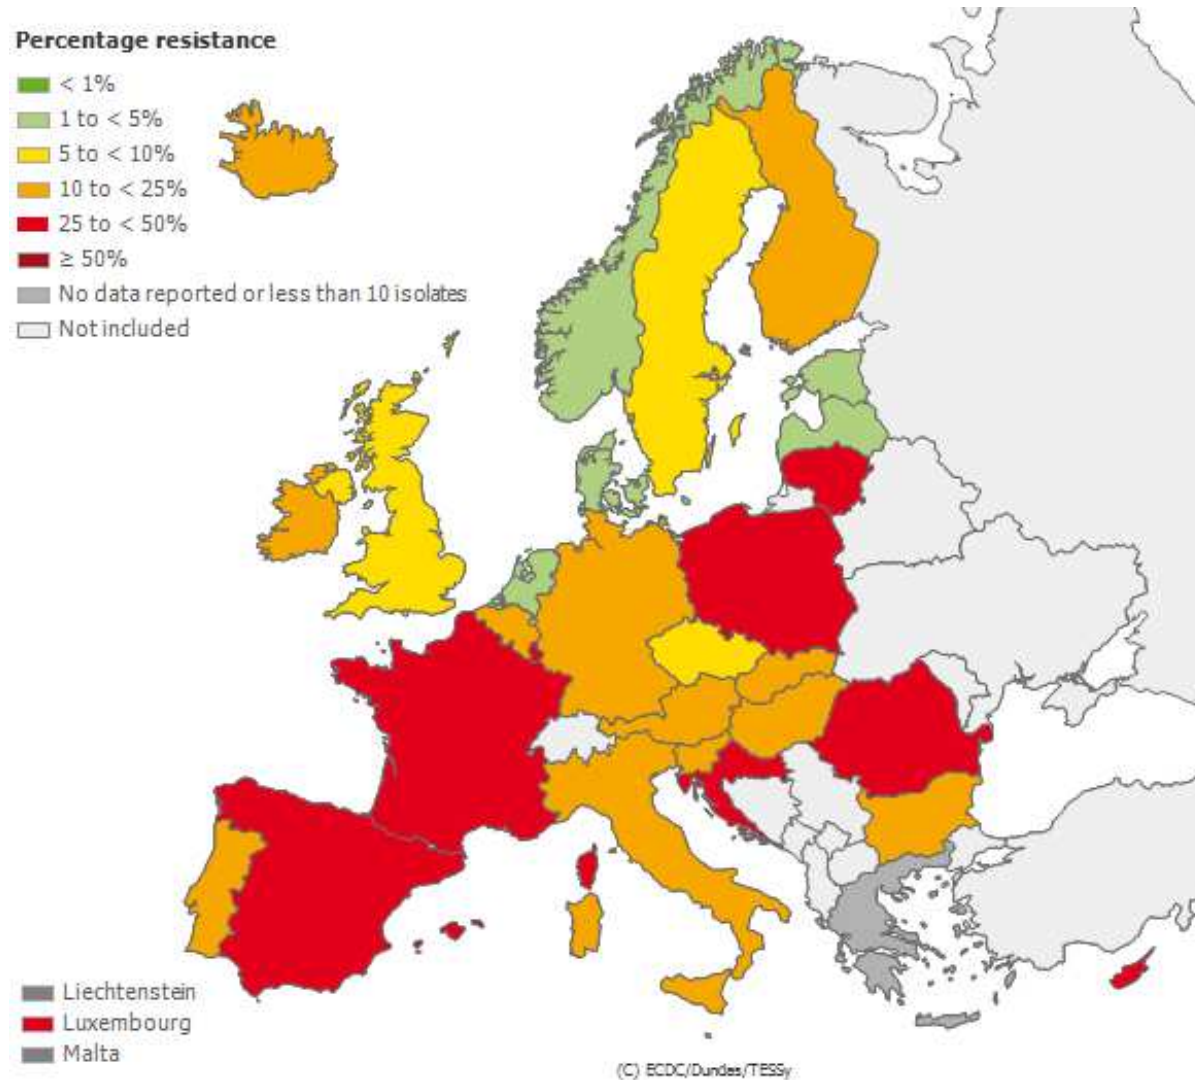 Percentage resistance
< 1%
1 to < 5%
5 to < 10%
10 to < 25%
25 to < 50%
≥ 50%
No data reported or less than 10 isolates
Not included
Liechtenstein
Luxembourg
Malta
(C) ECDC/Dundas/TESSy